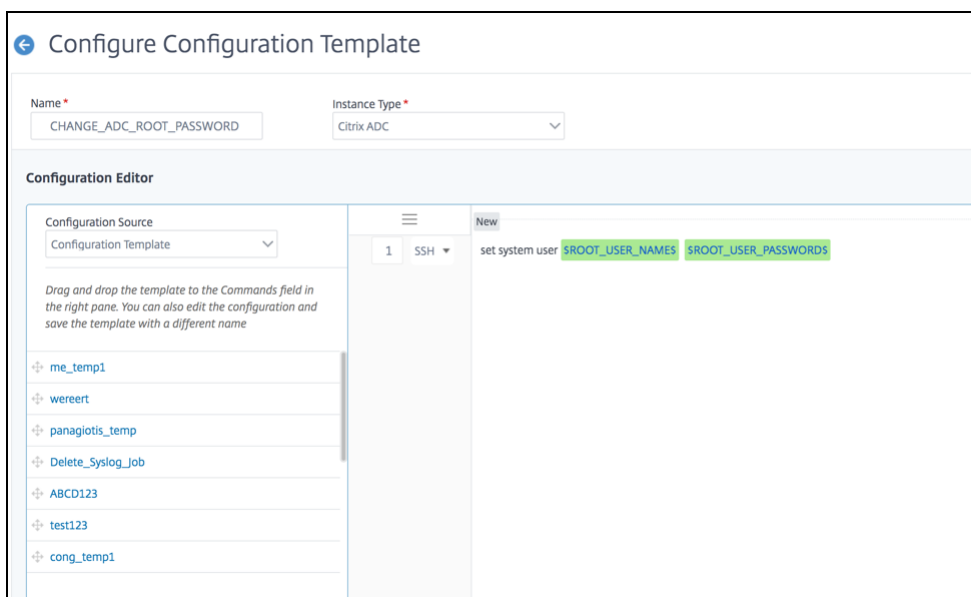 Configure Configuration Template
Name*
Instance Type*
CHANGE_ADC_ROOT_PASSWORD
Citrix ADC
Configuration Editor
Configuration Source
Configuration Template
Drag and drop the template to the Commands field in
the right pane. You can also edit the configuration and
save the template with a different name
me_temp1
wereert
panagiotis_temp
Delete_Syslog_Job
ABCD123
test123
cong_temp1
New
1 SSH set system user $ROOT_USER_NAME$ $ROOT_USER_PASSWORD$